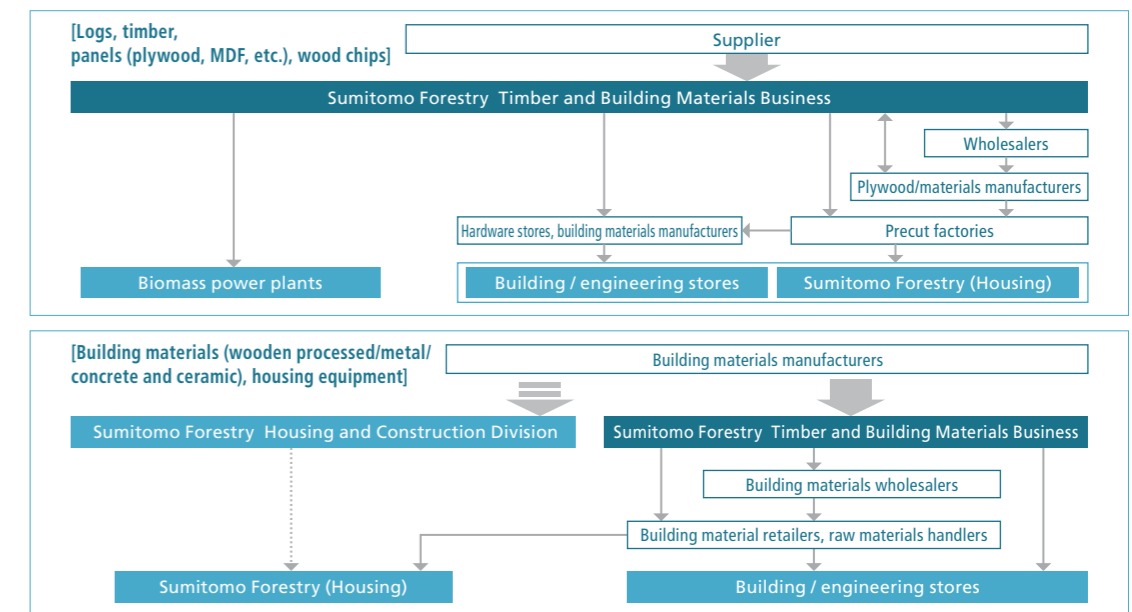 [Logs, timber,
panels (plywood, MDF, etc.), wood chips]
Supplier
Sumitomo Forestry Timber and Building Materials Business
Wholesalers
Plywood/materials manufacturers
Hardware stores, building materials manufacturers
Precut factories
Biomass power plants
Building / engineering stores
Sumitomo Forestry (Housing)
[Building materials (wooden processed/metal/
concrete and ceramic), housing equipment]
Building materials manufacturers
Sumitomo Forestry Housing and Construction Division
Sumitomo Forestry Timber and Building Materials Business
Building materials wholesalers
Building material retailers, raw materials handlers
Sumitomo Forestry (Housing)
Building / engineering stores